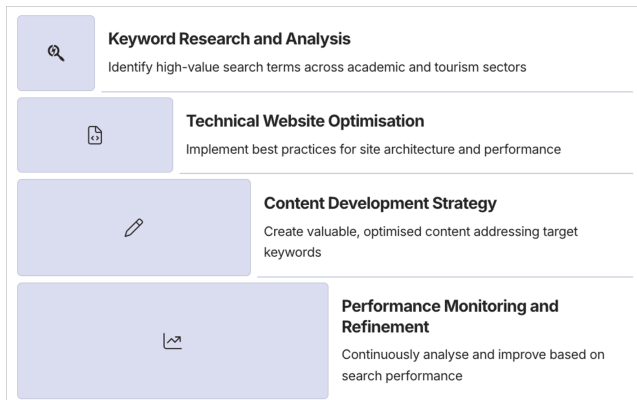 Keyword Research and Analysis
Identify high-value search terms across academic and tourism sectors
Technical Website Optimisation
Implement best practices for site architecture and performance
Content Development Strategy
Create valuable, optimised content addressing target
keywords
Performance Monitoring and
Refinement
Continuously analyse and improve based on
search performance